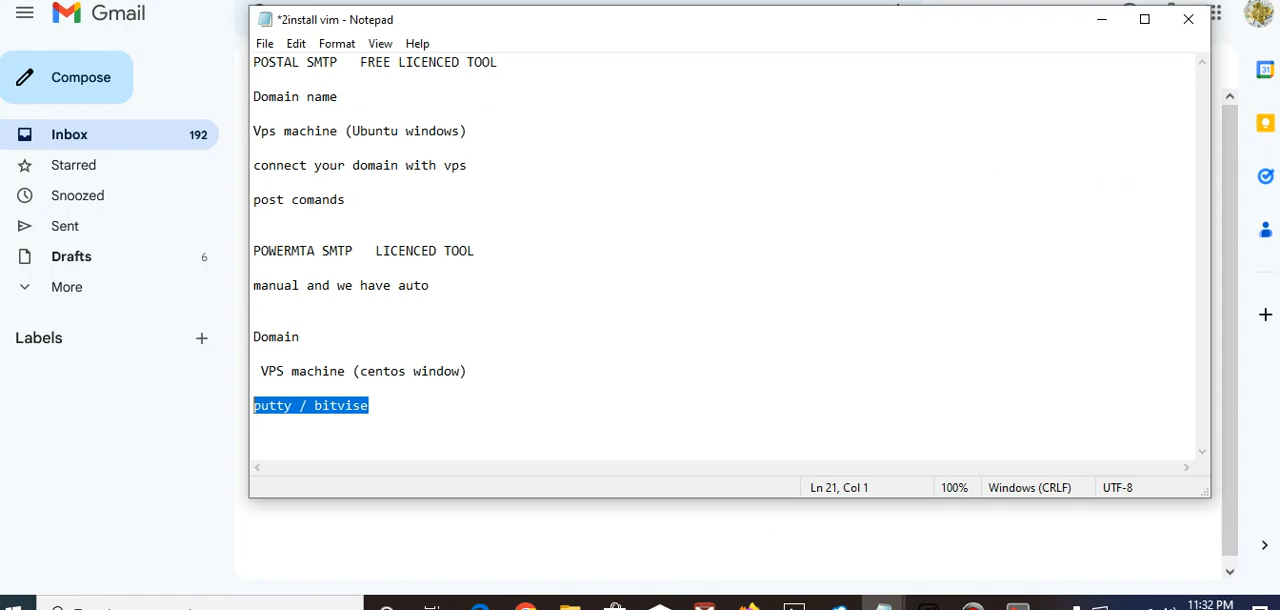 Gmail
Compose
Inbox 192
Starred
Snoozed
Sent
Drafts 6
More
Labels
*2install vim - Notepad
File Edit Format View Help
POSTAL SMTP   FREE LICENCED TOOL
Domain name
Vps machine (Ubuntu windows)
connect your domain with vps
post comands
POWERMTA SMTP   LICENCED TOOL
manual and we have auto
Domain
VPS machine (centos window)
putty / bitvise
Ln 21, Col 1 100% Windows (CRLF) UTF-8
31
11:32 PM